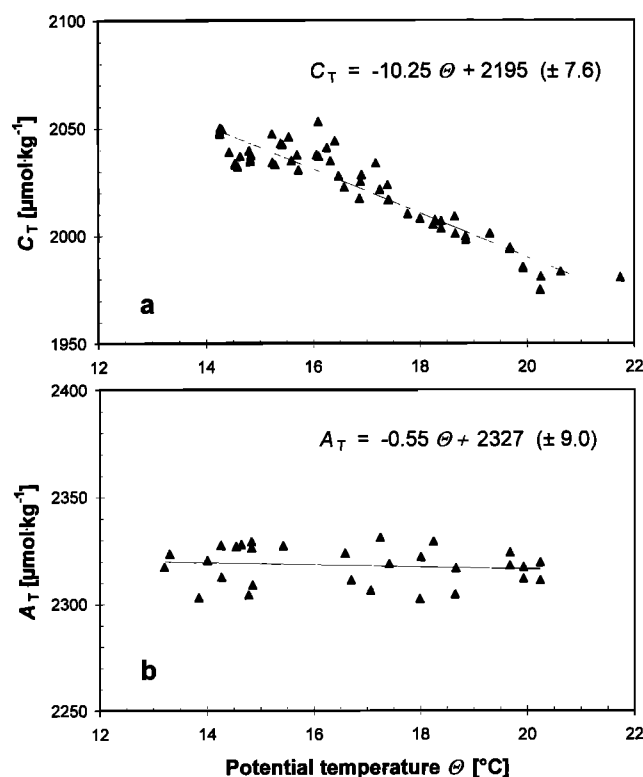 2100
C_T = -10.25 Θ + 2195 (± 7.6)
2050
C_T [µmol·kg⁻¹]
2000
a
1950
12 14 16 18 20 22
2400
A_T = -0.55 Θ + 2327 (± 9.0)
2350
A_T [µmol·kg⁻¹]
2300
b
2250
12 14 16 18 20 22
Potential temperature Θ [°C]